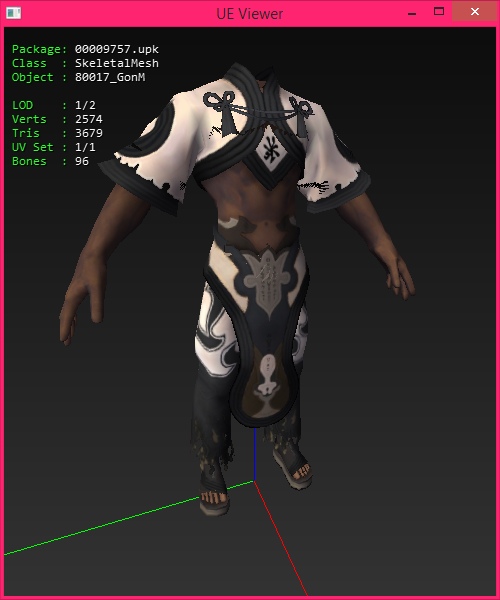 UE Viewer
Package: 00009757.upk
Class  : SkeletalMesh
Object : 80017_GonM
LOD    : 1/2
Verts  : 2574
Tris   : 3679
UV Set : 1/1
Bones  : 96